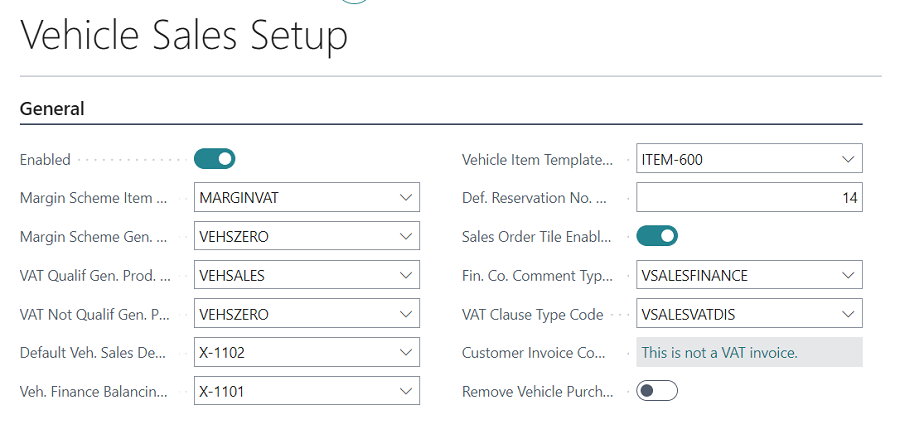 Vehicle Sales Setup
General
Enabled
Margin Scheme Item ... MARGINVAT
Margin Scheme Gen. ... VEHSZERO
VAT Qualif Gen. Prod. ... VEHSALES
VAT Not Qualif Gen. P... VEHSZERO
Default Veh. Sales De... X-1102
Veh. Finance Balancin... X-1101
Vehicle Item Template... ITEM-600
Def. Reservation No. ... 14
Sales Order Tile Enabl...
Fin. Co. Comment Typ... VSALESFINANCE
VAT Clause Type Code VSALESVATDIS
Customer Invoice Co... This is not a VAT invoice.
Remove Vehicle Purch...